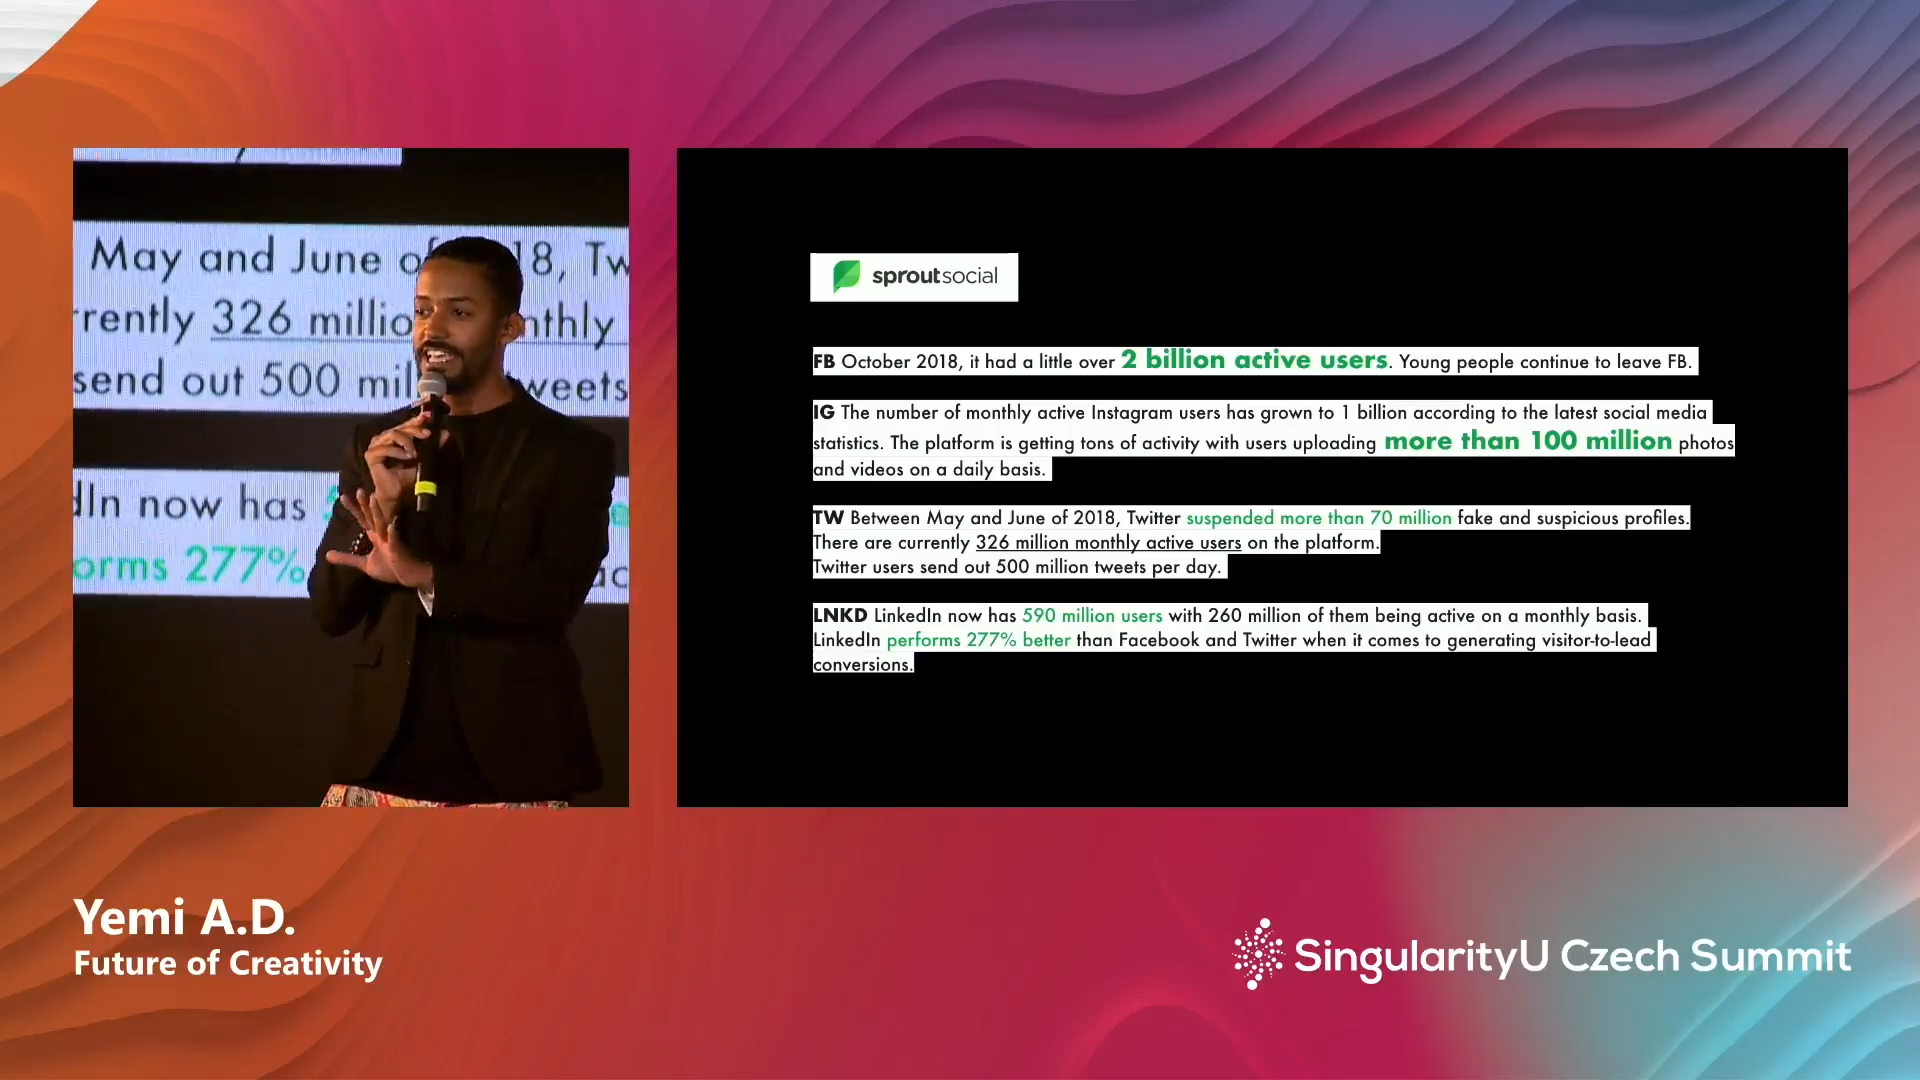 May and June of 18, Tw
rrently 326 millio nthly
send out 500 mil tweets
dIn now has
orms 277%
sproutsocial
FB October 2018, it had a little over 2 billion active users. Young people continue to leave FB.
IG The number of monthly active Instagram users has grown to 1 billion according to the latest social media
statistics. The platform is getting tons of activity with users uploading more than 100 million photos
and videos on a daily basis.
TW Between May and June of 2018, Twitter suspended more than 70 million fake and suspicious profiles.
There are currently 326 million monthly active users on the platform.
Twitter users send out 500 million tweets per day.
LNKD LinkedIn now has 590 million users with 260 million of them being active on a monthly basis.
LinkedIn performs 277% better than Facebook and Twitter when it comes to generating visitor-to-lead
conversions.
Yemi A.D.
Future of Creativity
SingularityU Czech Summit